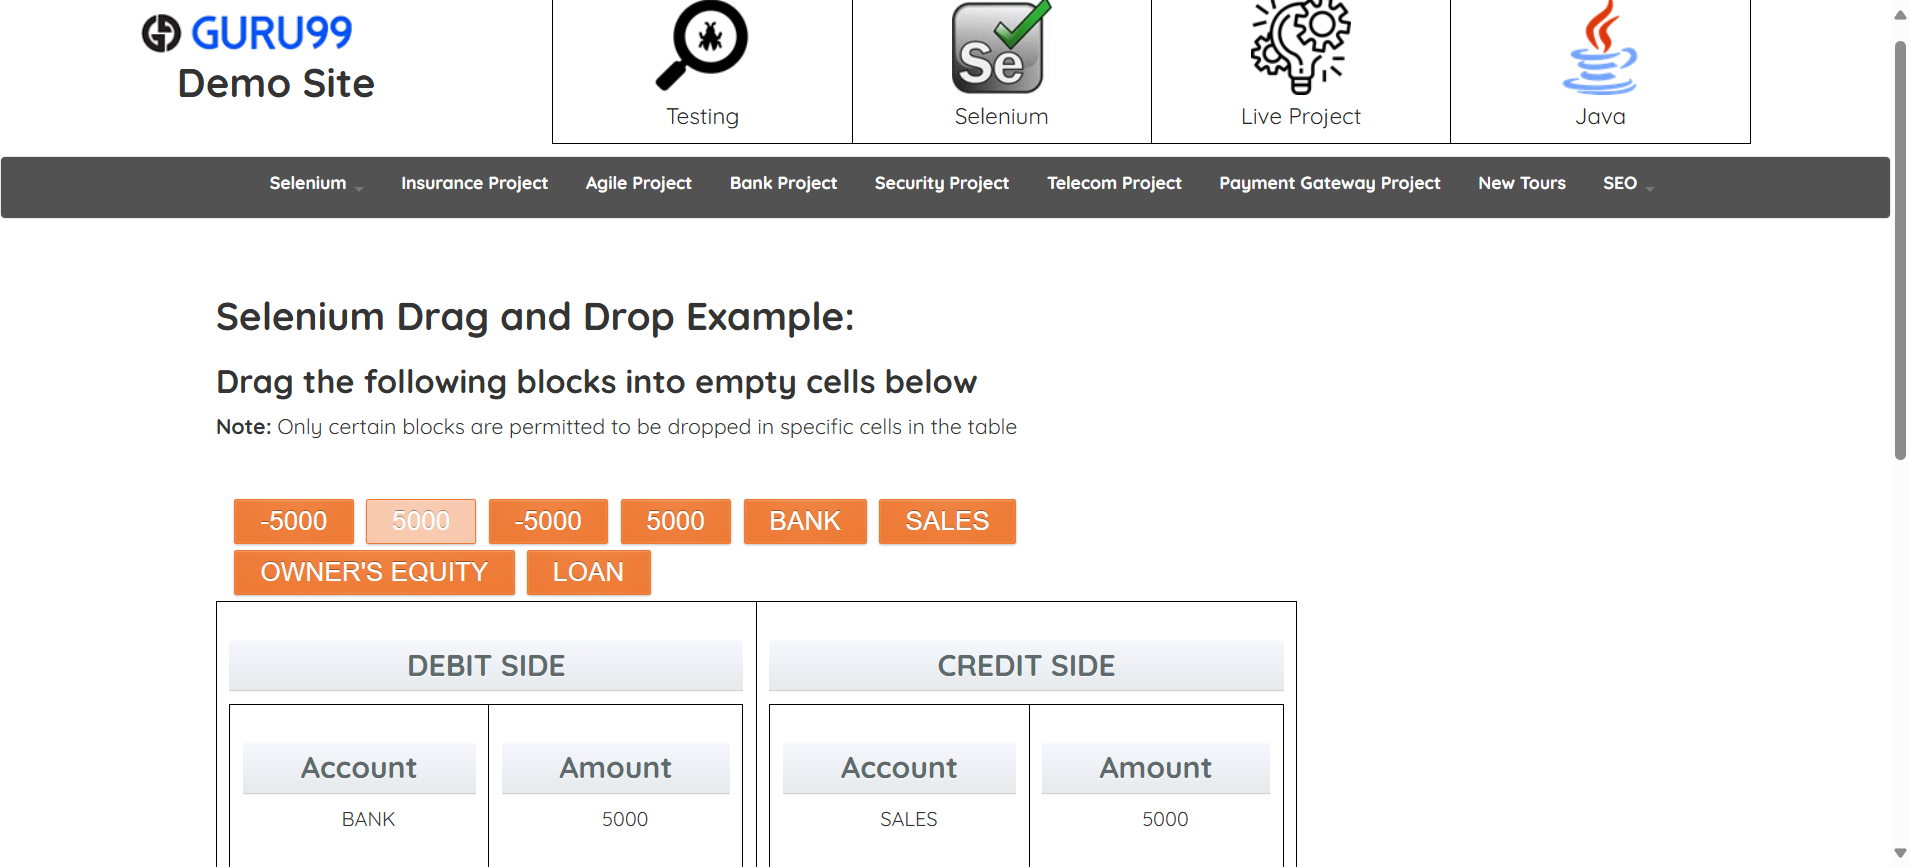 GURU99
Demo Site
Testing
Se
Selenium
Live Project
Java
Selenium Insurance Project Agile Project Bank Project Security Project Telecom Project Payment Gateway Project New Tours SEO
Selenium Drag and Drop Example:
Drag the following blocks into empty cells below
Note: Only certain blocks are permitted to be dropped in specific cells in the table
-5000 5000 -5000 5000 BANK SALES
OWNER'S EQUITY LOAN
DEBIT SIDE CREDIT SIDE
Account Amount Account Amount
BANK 5000 SALES 5000